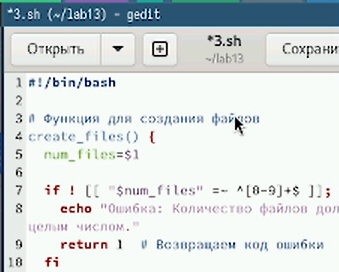 *3.sh (~/lab13) - gedit
Открыть
*3.sh
~/lab13
Сохрани
1 #!/bin/bash
2
3 # Функция для создания файлов
4 create_files() {
5 num_files=$1
6
7 if ! [[ "$num_files" =~ ^[0-9]+$ ]];
8 echo "Ошибка: Количество файлов дол
целым числом."
9 return 1 # Возвращаем код ошибки
10 fi